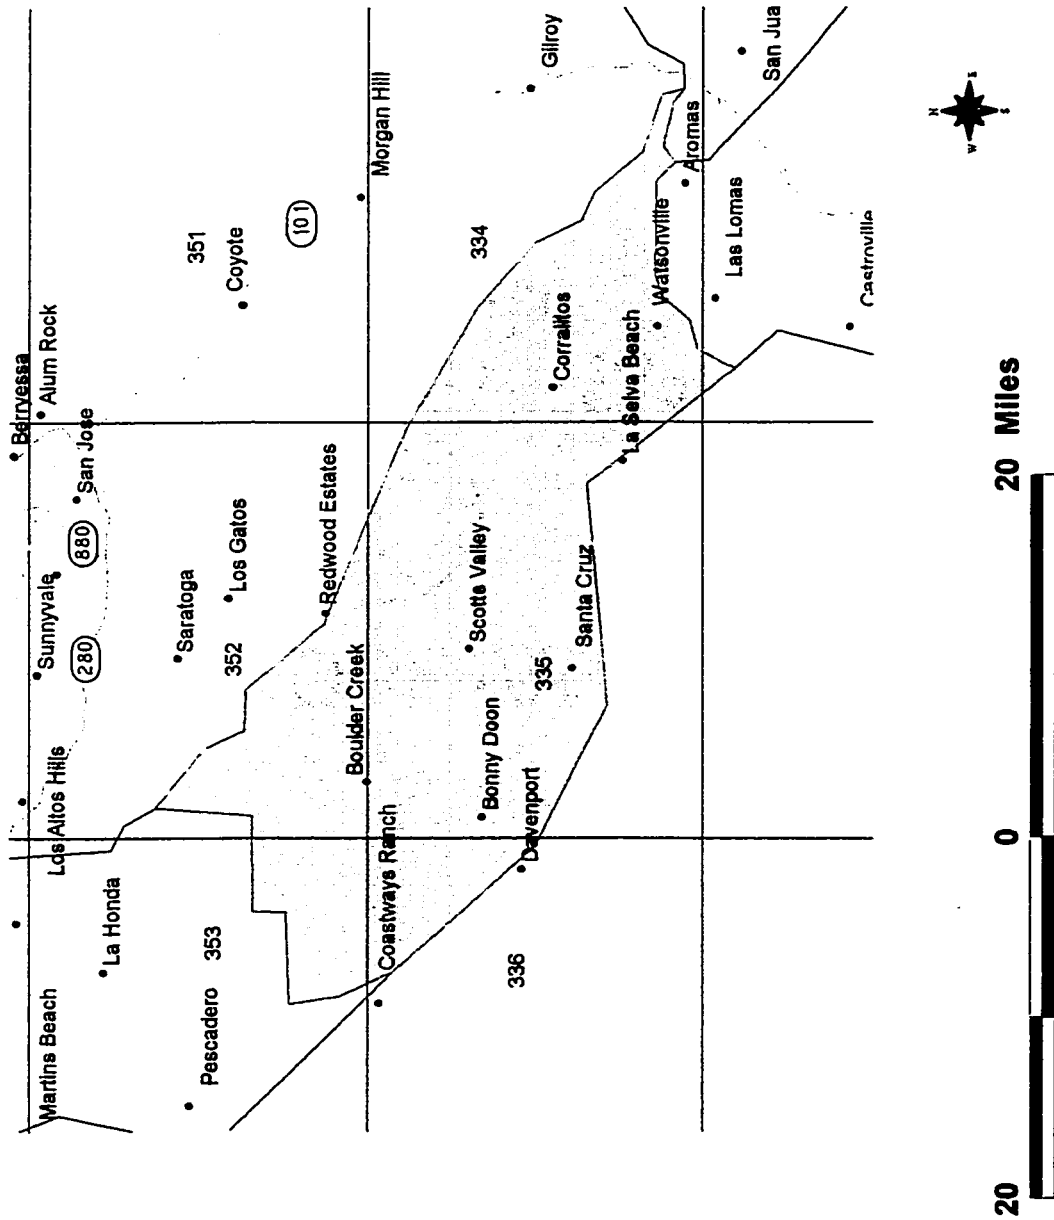 Berryessa
Alum Rock
Sunnyvale
San Jose
880
280
Los Altos Hills
Martins Beach
La Honda
Saratoga
Los Gatos
352
351
Coyote
101
Morgan Hill
Gilroy
Pescadero
353
Redwood Estates
Boulder Creek
Coastways Ranch
334
Scotts Valley
Corralitos
Bonny Doon
335
Santa Cruz
Davenport
336
La Selva Beach
Watsonville
Aromas
Las Lomas
San Jua
Castroville
N
E
S
W
20
0
20 Miles